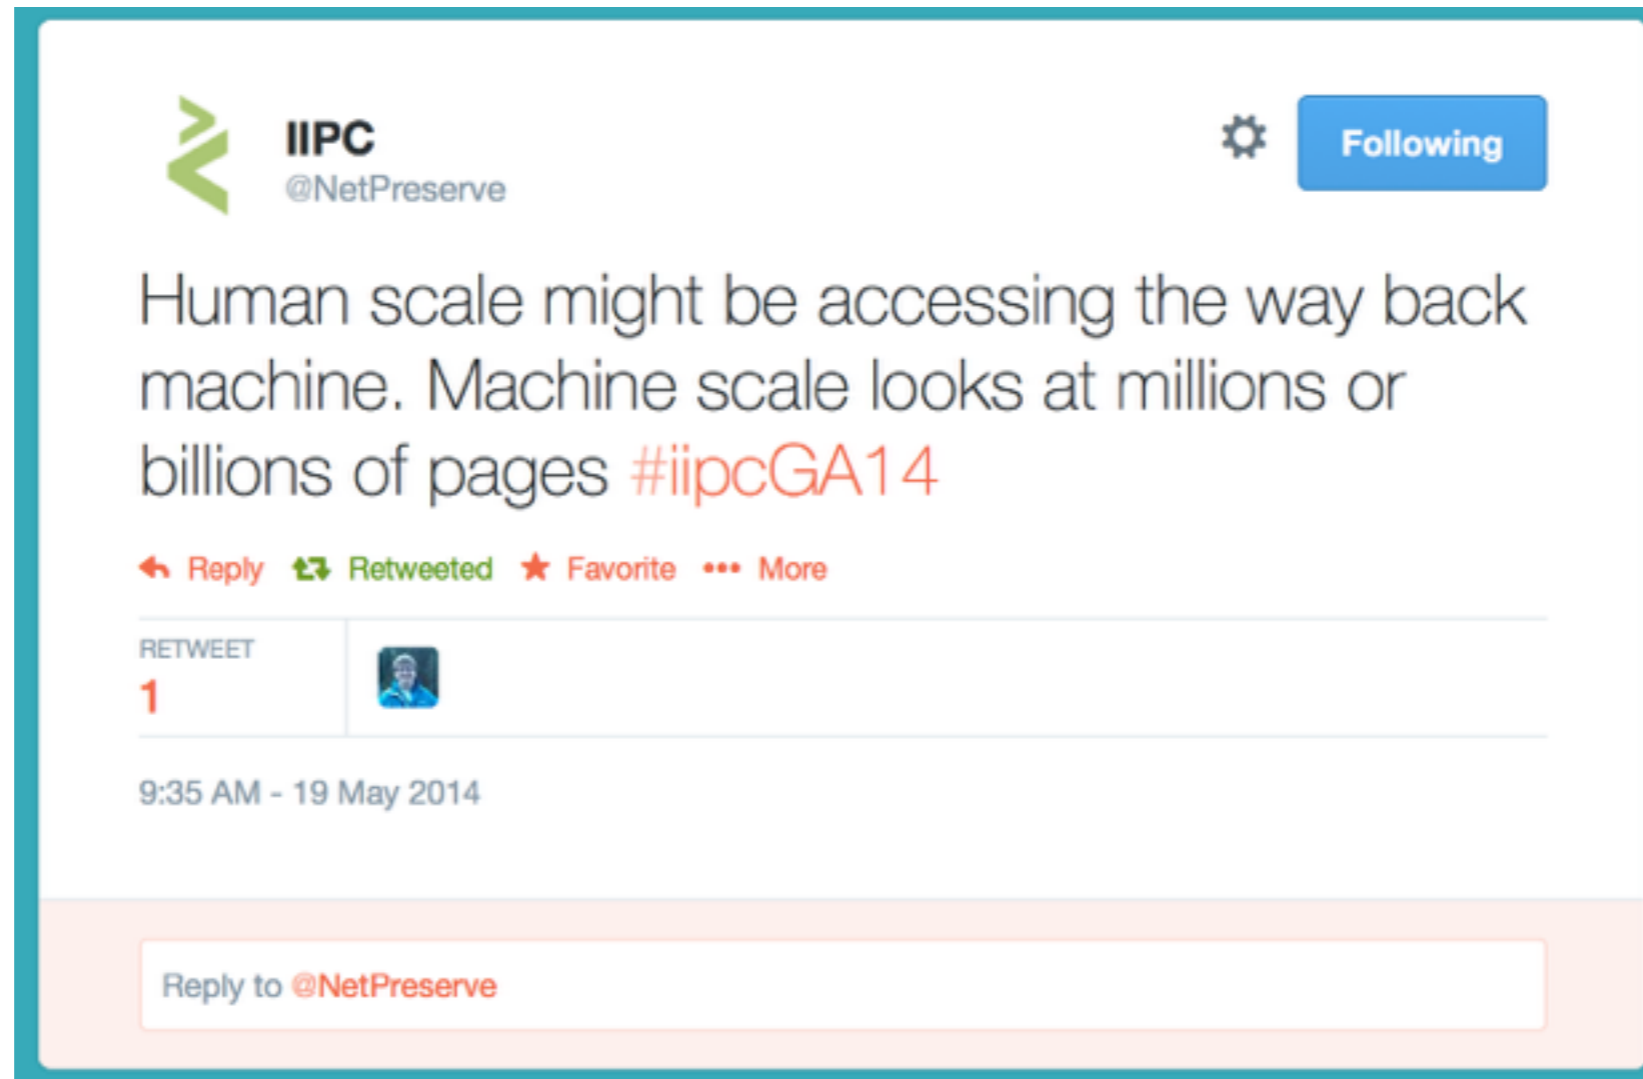 IIPC
@NetPreserve
Following
Human scale might be accessing the way back
machine. Machine scale looks at millions or
billions of pages #iipcGA14
Reply Retweeted Favorite More
RETWEET
1
9:35 AM - 19 May 2014
Reply to @NetPreserve